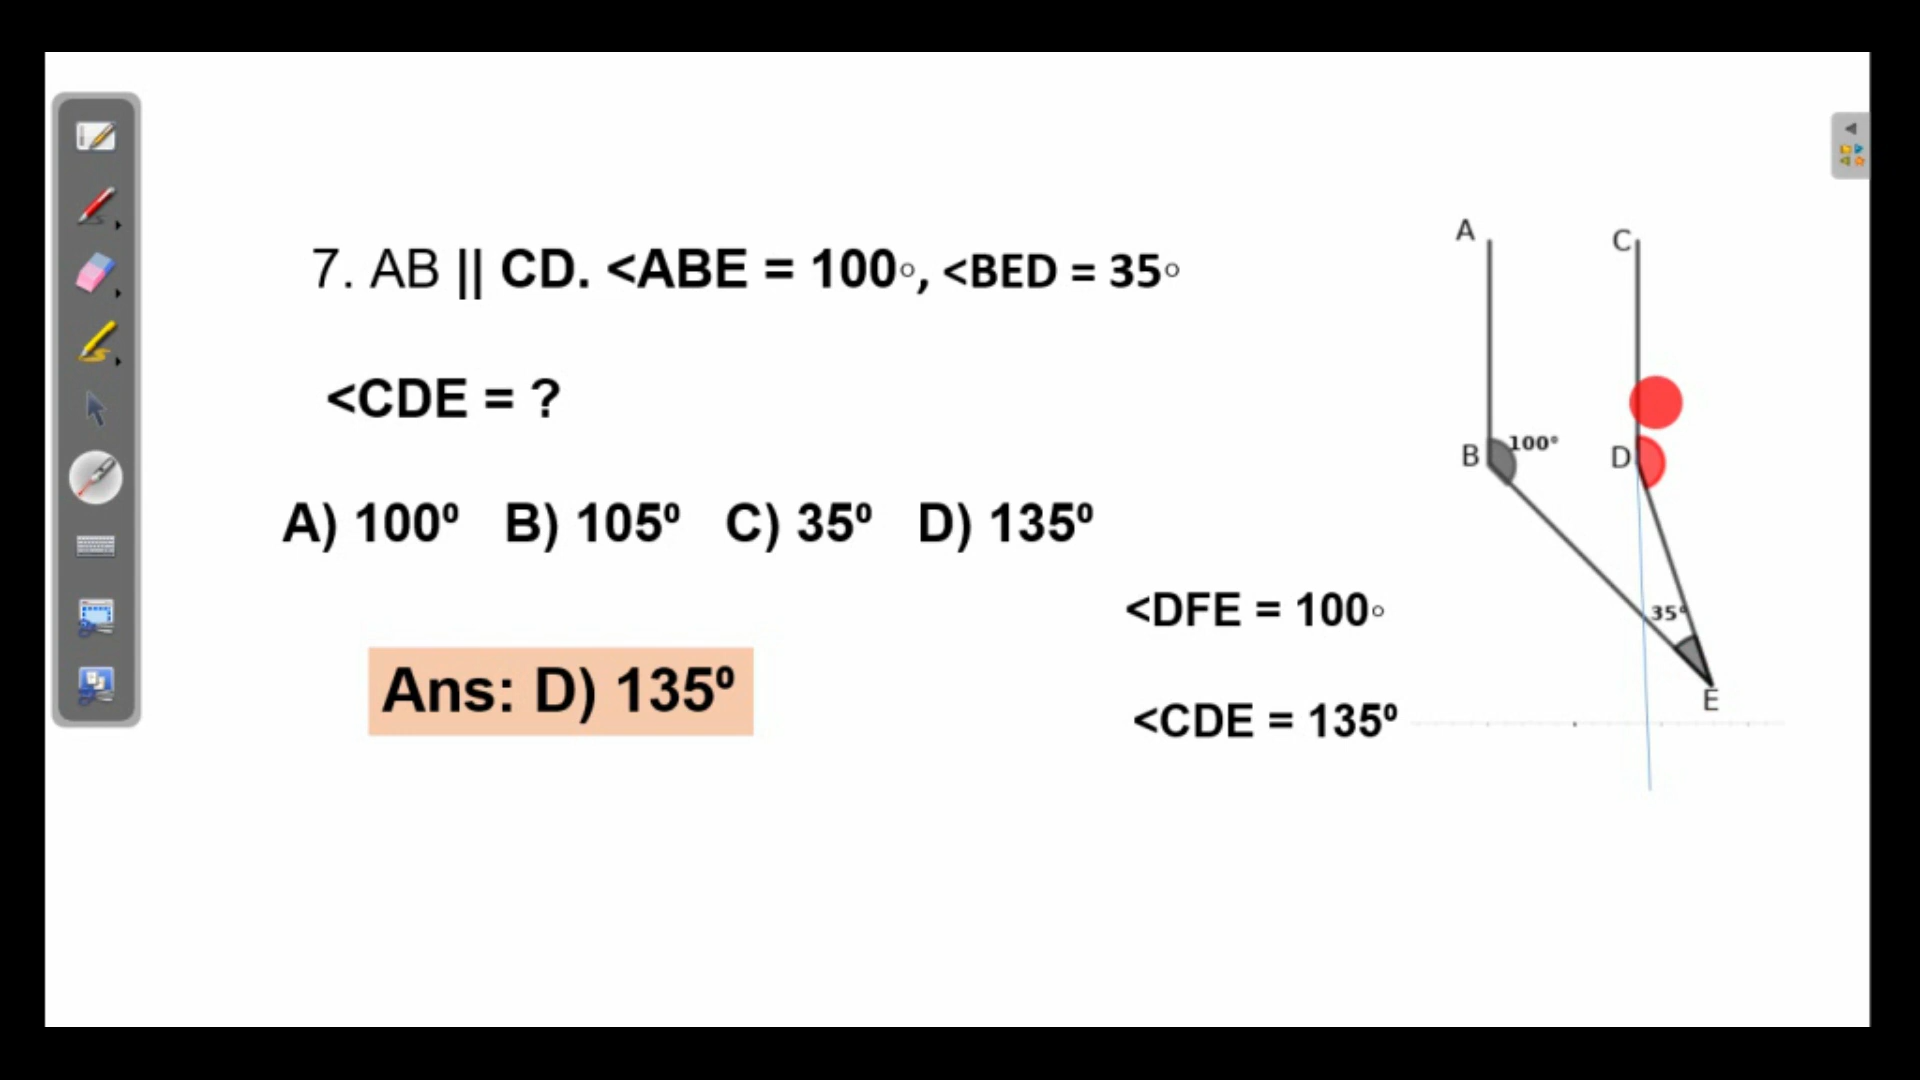 7. AB || CD. <ABE = 100◦, <BED = 35◦
<CDE = ?
A) 100⁰ B) 105⁰ C) 35⁰ D) 135⁰
Ans: D) 135⁰
<DFE = 100◦
<CDE = 135⁰
A
C
B
100°
D
35°
E